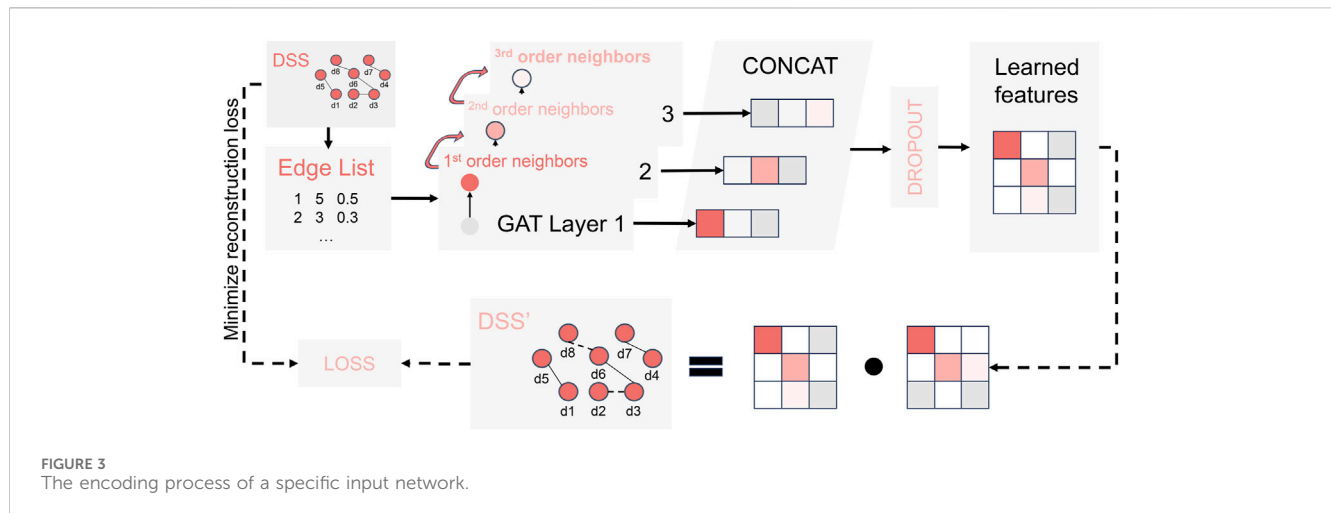 DSS
d8
d7
d5
d6
d4
d1
d2
d3
Edge List
1 5 0.5
2 3 0.3
...
3rd order neighbors
2nd order neighbors
1st order neighbors
GAT Layer 1
2
3
CONCAT
DROPOUT
Learned
features
Minimize reconstruction loss
LOSS
DSS'
d8
d7
d5
d6
d4
d1
d2
d3
=
FIGURE 3
The encoding process of a specific input network.